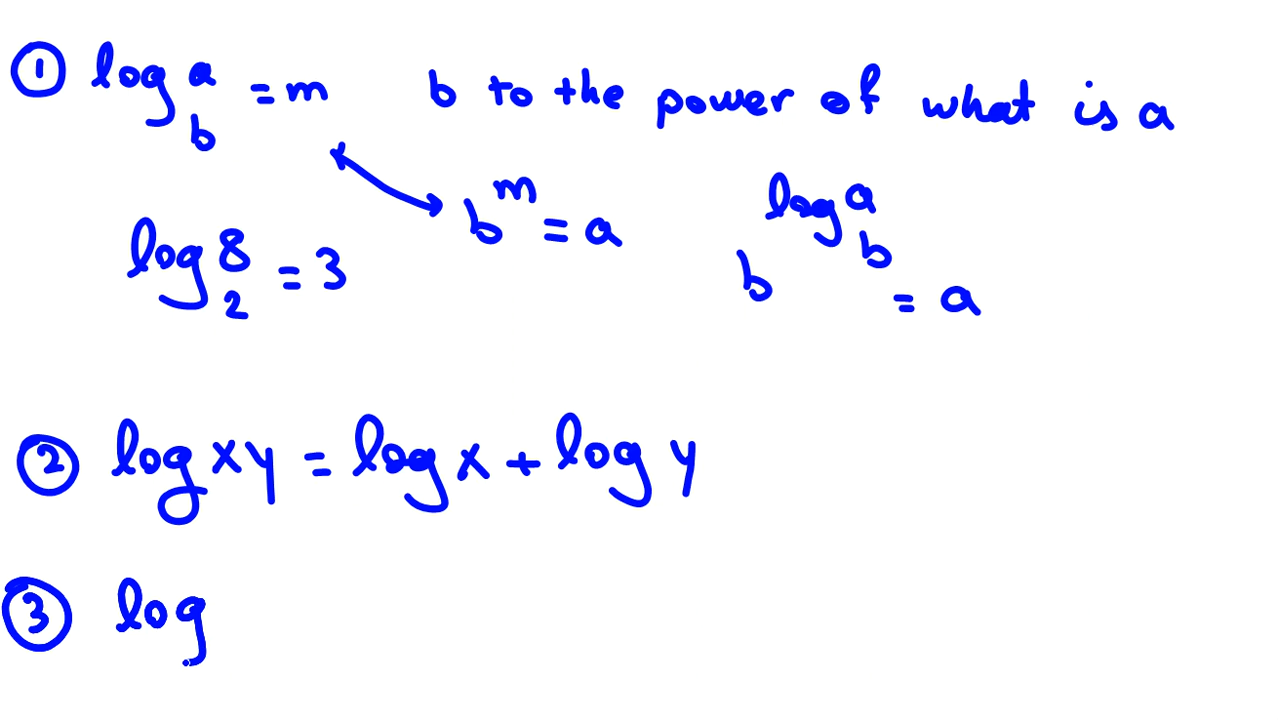 ① log_b a = m    b to the power of what is a
b^m = a    b^(log_b a) = a
log_2 8 = 3
② log xy = log x + log y
③ log